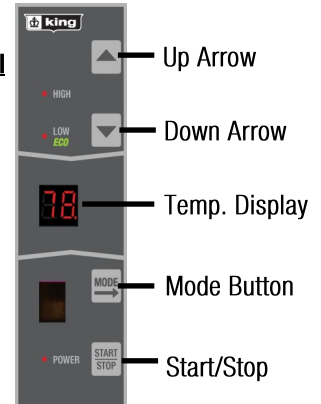 king
Up Arrow
HIGH
LOW
ECO
Down Arrow
78.
Temp. Display
MODE
Mode Button
POWER
START
STOP
Start/Stop